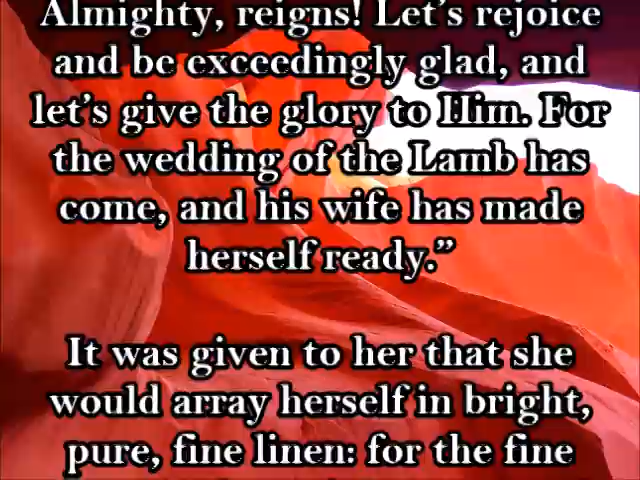 Almighty, reigns! Let’s rejoice
and be exceedingly glad, and
let’s give the glory to Him. For
the wedding of the Lamb has
come, and his wife has made
herself ready.”
It was given to her that she
would array herself in bright,
pure, fine linen: for the fine